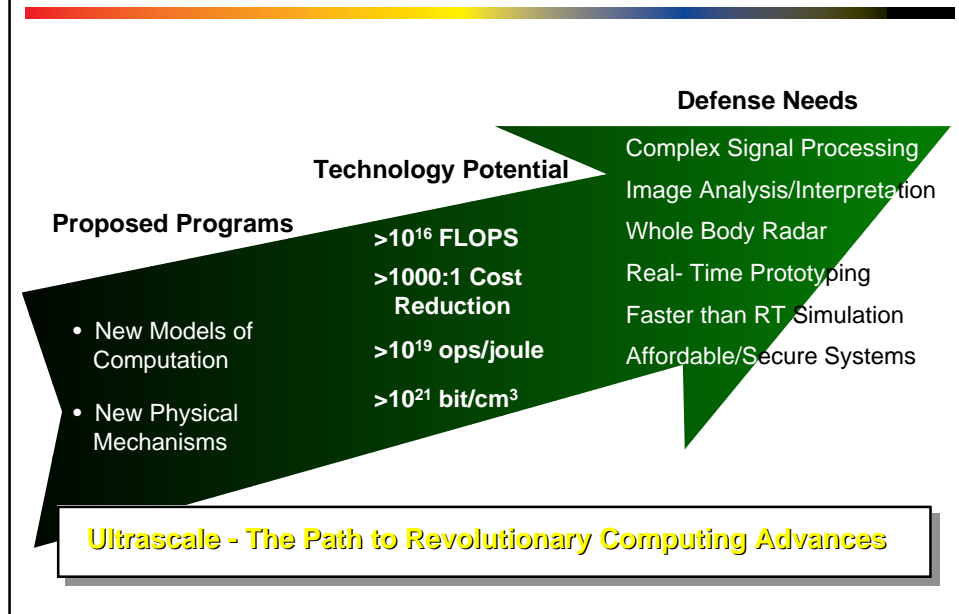 Defense Needs
Technology Potential
Proposed Programs
• New Models of
Computation
• New Physical
Mechanisms
>10¹⁶ FLOPS
>1000:1 Cost
Reduction
>10¹⁹ ops/joule
>10²¹ bit/cm³
Complex Signal Processing
Image Analysis/Interpretation
Whole Body Radar
Real- Time Prototyping
Faster than RT Simulation
Affordable/Secure Systems
Ultrascale - The Path to Revolutionary Computing Advances